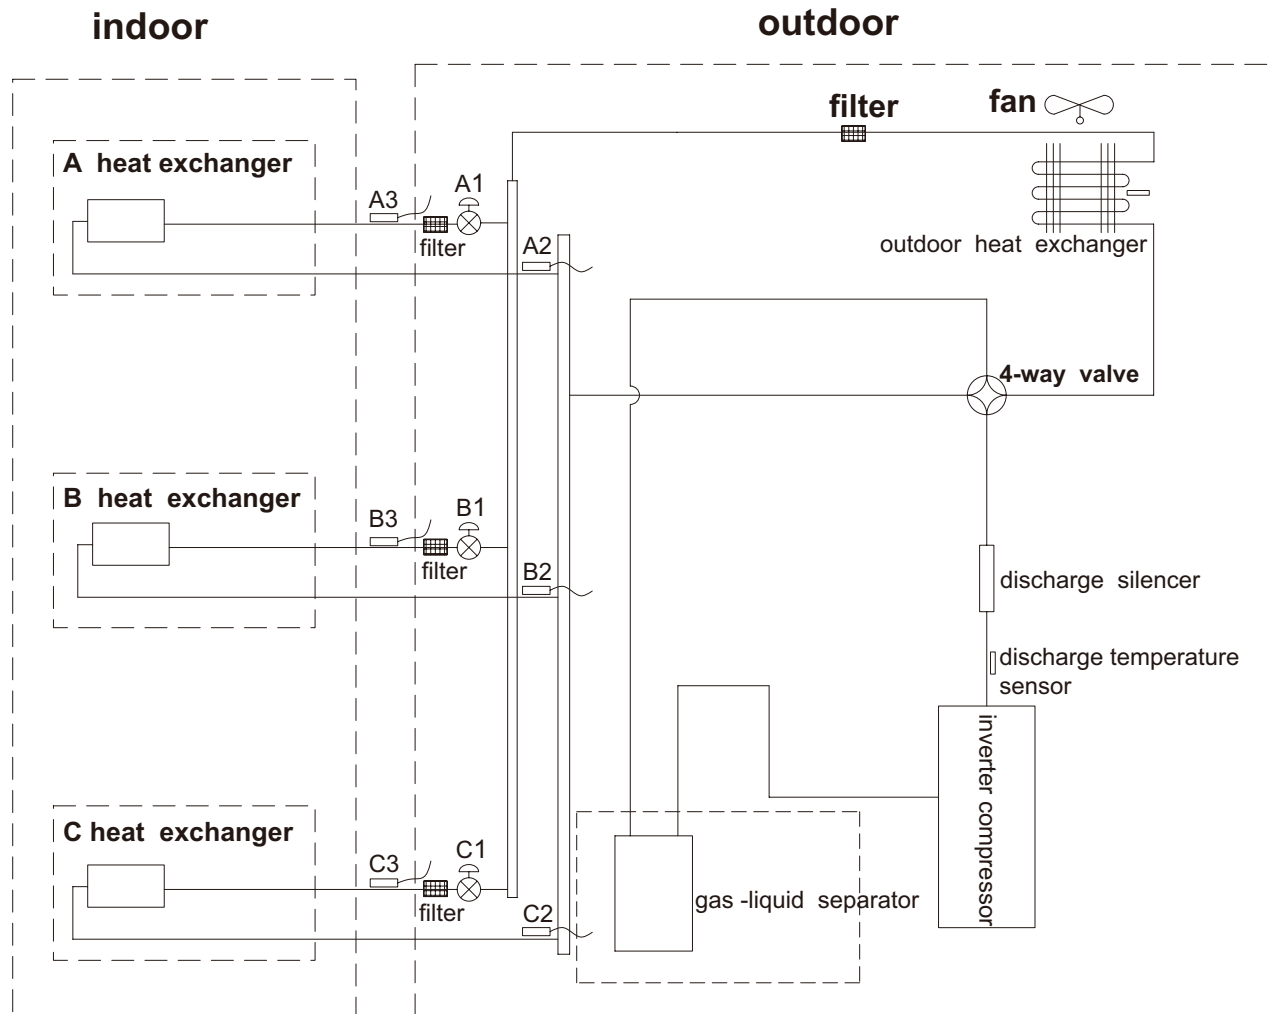 indoor
outdoor
filter
fan
A heat exchanger
A3
A1
filter
A2
outdoor heat exchanger
4-way valve
B heat exchanger
B3
B1
filter
B2
discharge silencer
discharge temperature
sensor
inverter compressor
C heat exchanger
C3
C1
filter
C2
gas -liquid separator